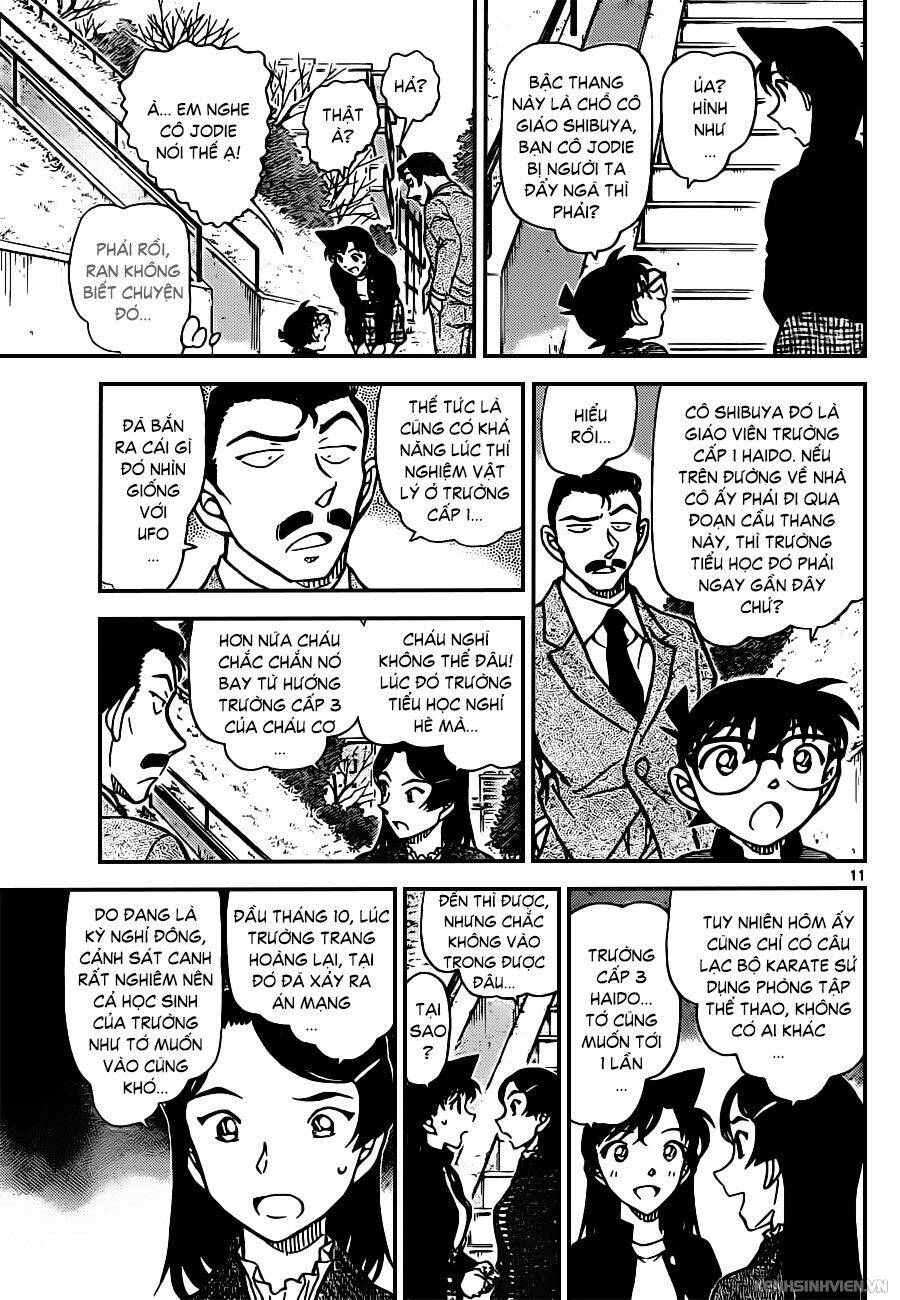 ỦA?
HÌNH
NHƯ
...
BẬC THANG
NÀY LÀ CHỖ CÔ
GIÁO SHIBUYA,
BẠN CÔ JODIE
BỊ NGƯỜI TA
ĐẨY NGÃ THÌ
PHẢI?
HẢ?
THẬT
À?
À... EM NGHE
CÔ JODIE
NÓI THẾ Ạ!
PHẢI RỒI,
RAN KHÔNG
BIẾT CHUYỆN
ĐÓ...
CÔ SHIBUYA ĐÓ LÀ
GIÁO VIÊN TRƯỜNG
CẤP 1 HAIDO. NẾU
TRÊN ĐƯỜNG VỀ NHÀ
CÔ ẤY PHẢI ĐI QUA
ĐOẠN CẦU THANG
NÀY, THÌ TRƯỜNG
TIỂU HỌC ĐÓ PHẢI
NGAY GẦN ĐÂY
CHỨ?
HIỂU
RỒI...
THẾ TỨC LÀ
CŨNG CÓ KHẢ
NĂNG LÚC THÍ
NGHIỆM VẬT
LÝ Ở TRƯỜNG
CẤP 1...
ĐÃ BẮN
RA CÁI GÌ
ĐÓ NHÌN
GIỐNG
VỚI
UFO
...
CHÁU NGHĨ
KHÔNG THỂ ĐÂU!
LÚC ĐÓ TRƯỜNG
TIỂU HỌC NGHỈ
HÈ MÀ...
HƠN NỮA CHÁU
CHẮC CHẮN NÓ
BAY TỪ HƯỚNG
TRƯỜNG CẤP 3
CỦA CHÁU CƠ
...
11
TUY NHIÊN HÔM ẤY
CŨNG CHỈ CÓ CÂU
LẠC BỘ KARATE SỬ
DỤNG PHÒNG TẬP
THỂ THAO, KHÔNG
CÓ AI KHÁC
...
TRƯỜNG
CẤP 3
HAIDO...
TỚ CŨNG
MUỐN TỚI
1 LẦN
...
ĐẾN THÌ ĐƯỢC,
NHƯNG CHẮC
KHÔNG VÀO
TRONG ĐƯỢC
ĐÂU...
TẠI
SAO
?
ĐẦU THÁNG 10, LÚC
TRƯỜNG TRANG
HOÀNG LẠI, TẠI
ĐÓ ĐÃ XẢY RA
ÁN MẠNG
...
DO ĐANG LÀ
KỲ NGHỈ ĐÔNG,
CẢNH SÁT CANH
RẤT NGHIÊM NÊN
CẢ HỌC SINH
CỦA TRƯỜNG
NHƯ TỚ MUỐN
VÀO CŨNG
KHÓ...
KENHSINHVIEN.VN